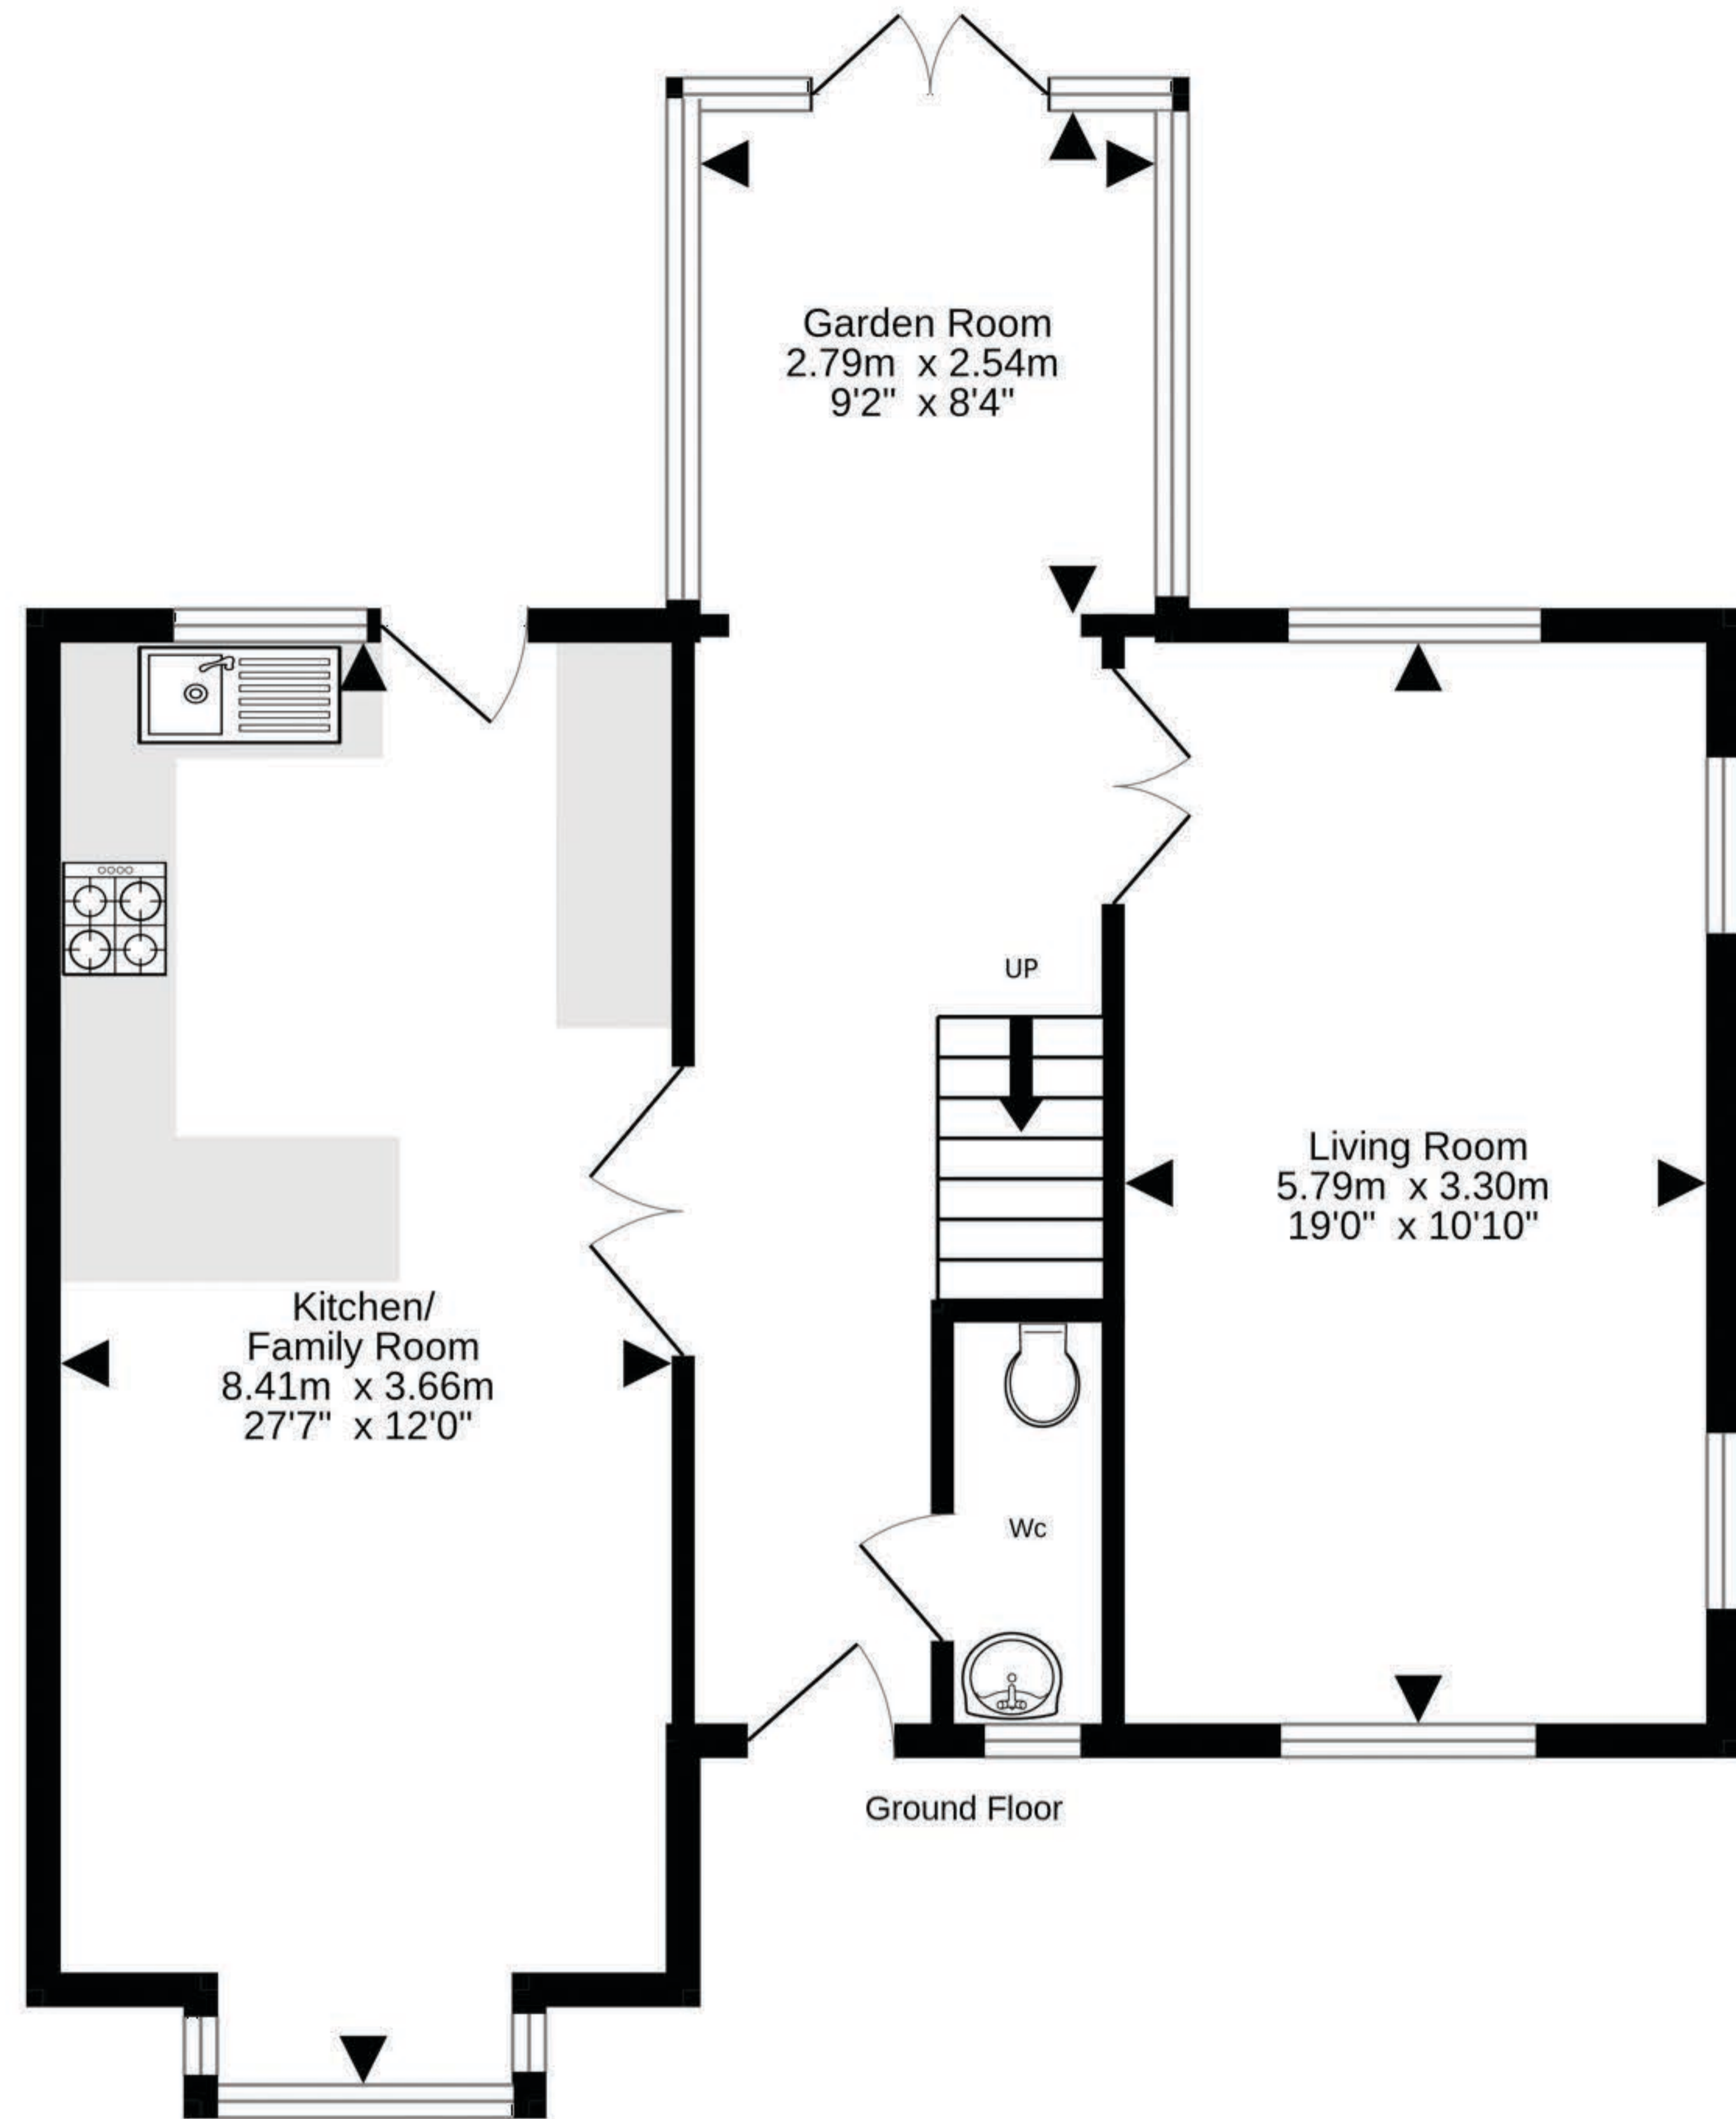 Garden Room
2.79m x 2.54m
9'2" x 8'4"
UP
Living Room
5.79m x 3.30m
19'0" x 10'10"
Kitchen/
Family Room
8.41m x 3.66m
27'7" x 12'0"
Wc
Ground Floor